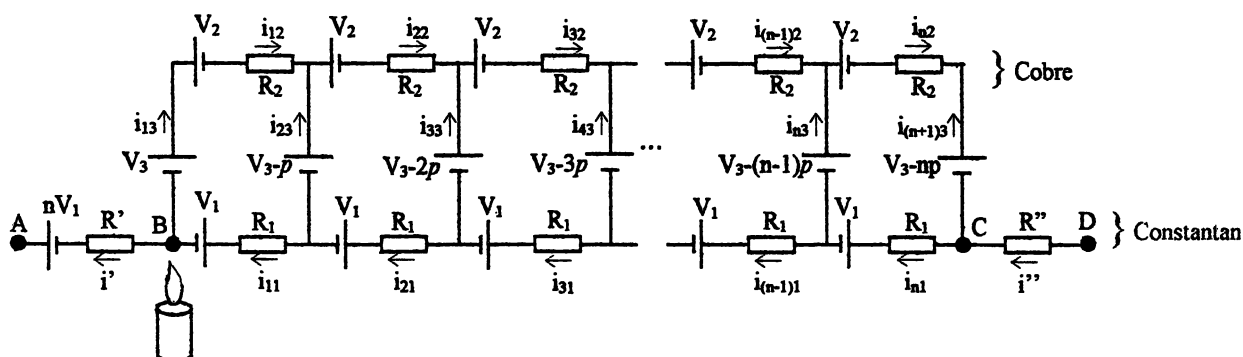 V₂ i₁₂ V₂ i₂₂ V₂ i₃₂ V₂ i₍ₙ₋₁₎₂ V₂ iₙ₂
R₂ R₂ R₂ R₂ R₂ } Cobre
i₁₃ i₂₃ i₃₃ i₄₃ iₙ₃ i₍ₙ₊₁₎₃
V₃ V₃-p V₃-2p V₃-3p ... V₃-(n-1)p V₃-np
A nV₁ R' B V₁ R₁ V₁ R₁ V₁ R₁ V₁ R₁ V₁ R₁ C R'' D } Constantan
i' i₁₁ i₂₁ i₃₁ i₍ₙ₋₁₎₁ iₙ₁ i''